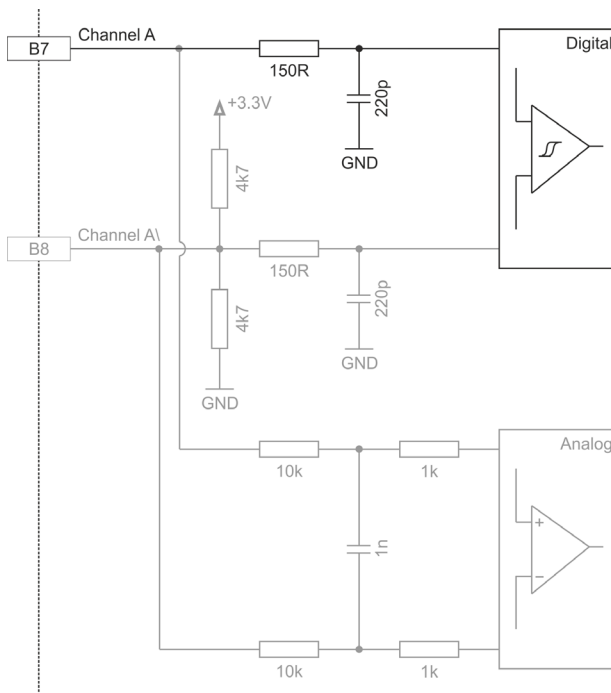 B7
Channel A
150R
220p
GND
Digital
+3.3V
4k7
B8
Channel A\
150R
4k7
220p
GND
GND
Analog
10k
1k
1n
+
−
10k
1k